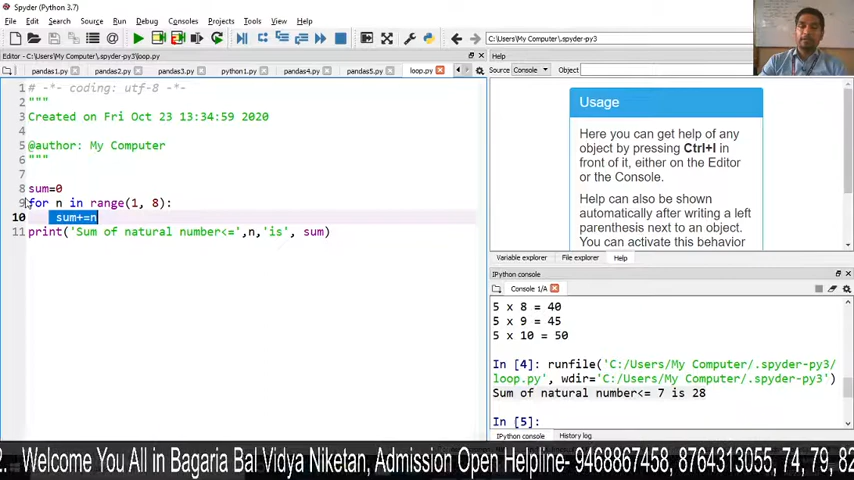 Spyder (Python 3.7)
File Edit Search Source Run Debug Consoles Projects Tools View Help
C:\Users\My Computer\.spyder-py3
Editor - C:\Users\My Computer\.spyder-py3\loop.py
Help
pandas1.py pandas2.py pandas3.py python1.py pandas4.py pandas5.py loop.py
Source Console Object
1 # -*- coding: utf-8 -*-
2 """
3 Created on Fri Oct 23 13:34:59 2020
4
5 @author: My Computer
6 """
7
8 sum=0
9 for n in range(1, 8):
10 sum+=n
11 print('Sum of natural number<=',n,'is', sum)
Usage
Here you can get help of any
object by pressing Ctrl+I in
front of it, either on the Editor
or the Console.
Help can also be shown
automatically after writing a left
parenthesis next to an object.
You can activate this behavior
Variable explorer File explorer Help
IPython console
Console 1/A
5 x 8 = 40
5 x 9 = 45
5 x 10 = 50
In [4]: runfile('C:/Users/My Computer/.spyder-py3/
loop.py', wdir='C:/Users/My Computer/.spyder-py3')
Sum of natural number<= 7 is 28
In [5]:
IPython console History log
2. Welcome You All in Bagaria Bal Vidya Niketan, Admission Open Helpline- 9468867458, 8764313055, 74, 79, 82